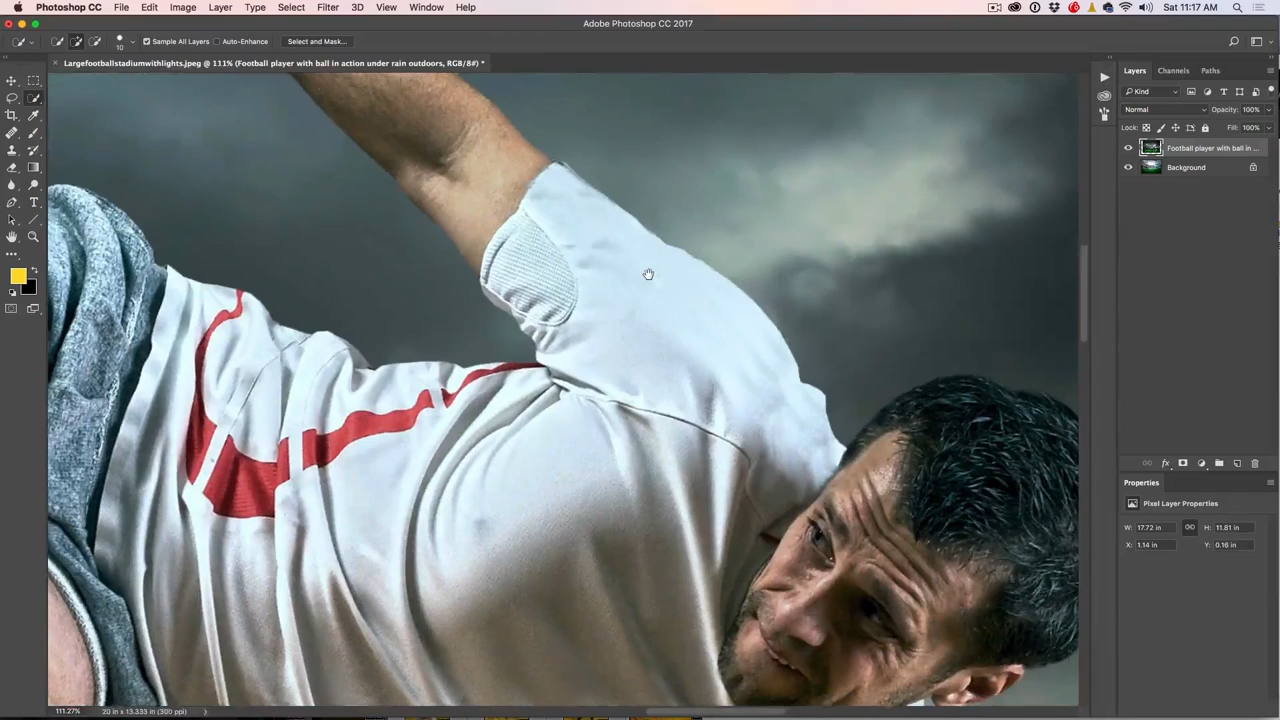 Photoshop CC File Edit Image Layer Type Select Filter 3D View Window Help Sat 11:17 AM
Adobe Photoshop CC 2017
10 Sample All Layers Auto-Enhance Select and Mask...
Largefootballstadiumwithlights.jpeg @ 111% (Football player with ball in action under rain outdoors, RGB/8#) *
Layers Channels Paths
Kind
Normal Opacity: 100%
Lock: Fill: 100%
Football player with ball in ...
Background
fx
Properties
Pixel Layer Properties
W: 17.72 in H: 11.81 in
X: 1.14 in Y: 0.16 in
111.27% 20 in x 13.333 in (300 ppi)